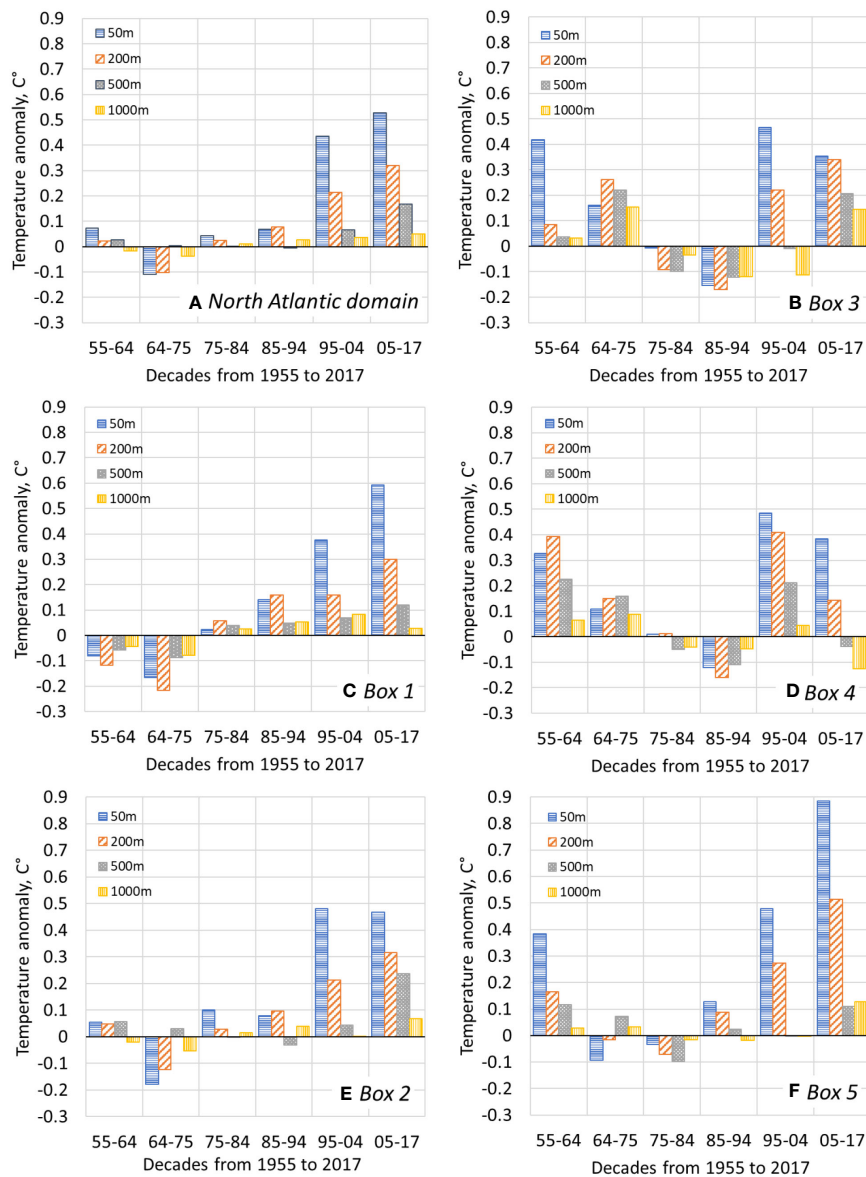 0.9
0.8
0.7
0.6
0.5
0.4
0.3
0.2
0.1
0
-0.1
-0.2
-0.3
Temperature anomaly, C°
50m
200m
500m
1000m
A North Atlantic domain
55-64 64-75 75-84 85-94 95-04 05-17
Decades from 1955 to 2017
0.9
0.8
0.7
0.6
0.5
0.4
0.3
0.2
0.1
0
-0.1
-0.2
-0.3
Temperature anomaly, C°
50m
200m
500m
1000m
B Box 3
55-64 64-75 75-84 85-94 95-04 05-17
Decades from 1955 to 2017
0.9
0.8
0.7
0.6
0.5
0.4
0.3
0.2
0.1
0
-0.1
-0.2
-0.3
Temperature anomaly, C°
50m
200m
500m
1000m
C Box 1
55-64 64-75 75-84 85-94 95-04 05-17
Decades from 1955 to 2017
0.9
0.8
0.7
0.6
0.5
0.4
0.3
0.2
0.1
0
-0.1
-0.2
-0.3
Temperature anomaly, C°
50m
200m
500m
1000m
D Box 4
55-64 64-75 75-84 85-94 95-04 05-17
Decades from 1955 to 2017
0.9
0.8
0.7
0.6
0.5
0.4
0.3
0.2
0.1
0
-0.1
-0.2
-0.3
Temperature anomaly, C°
50m
200m
500m
1000m
E Box 2
55-64 64-75 75-84 85-94 95-04 05-17
Decades from 1955 to 2017
0.9
0.8
0.7
0.6
0.5
0.4
0.3
0.2
0.1
0
-0.1
-0.2
-0.3
Temperature anomaly, C°
50m
200m
500m
1000m
F Box 5
55-64 64-75 75-84 85-94 95-04 05-17
Decades from 1955 to 2017